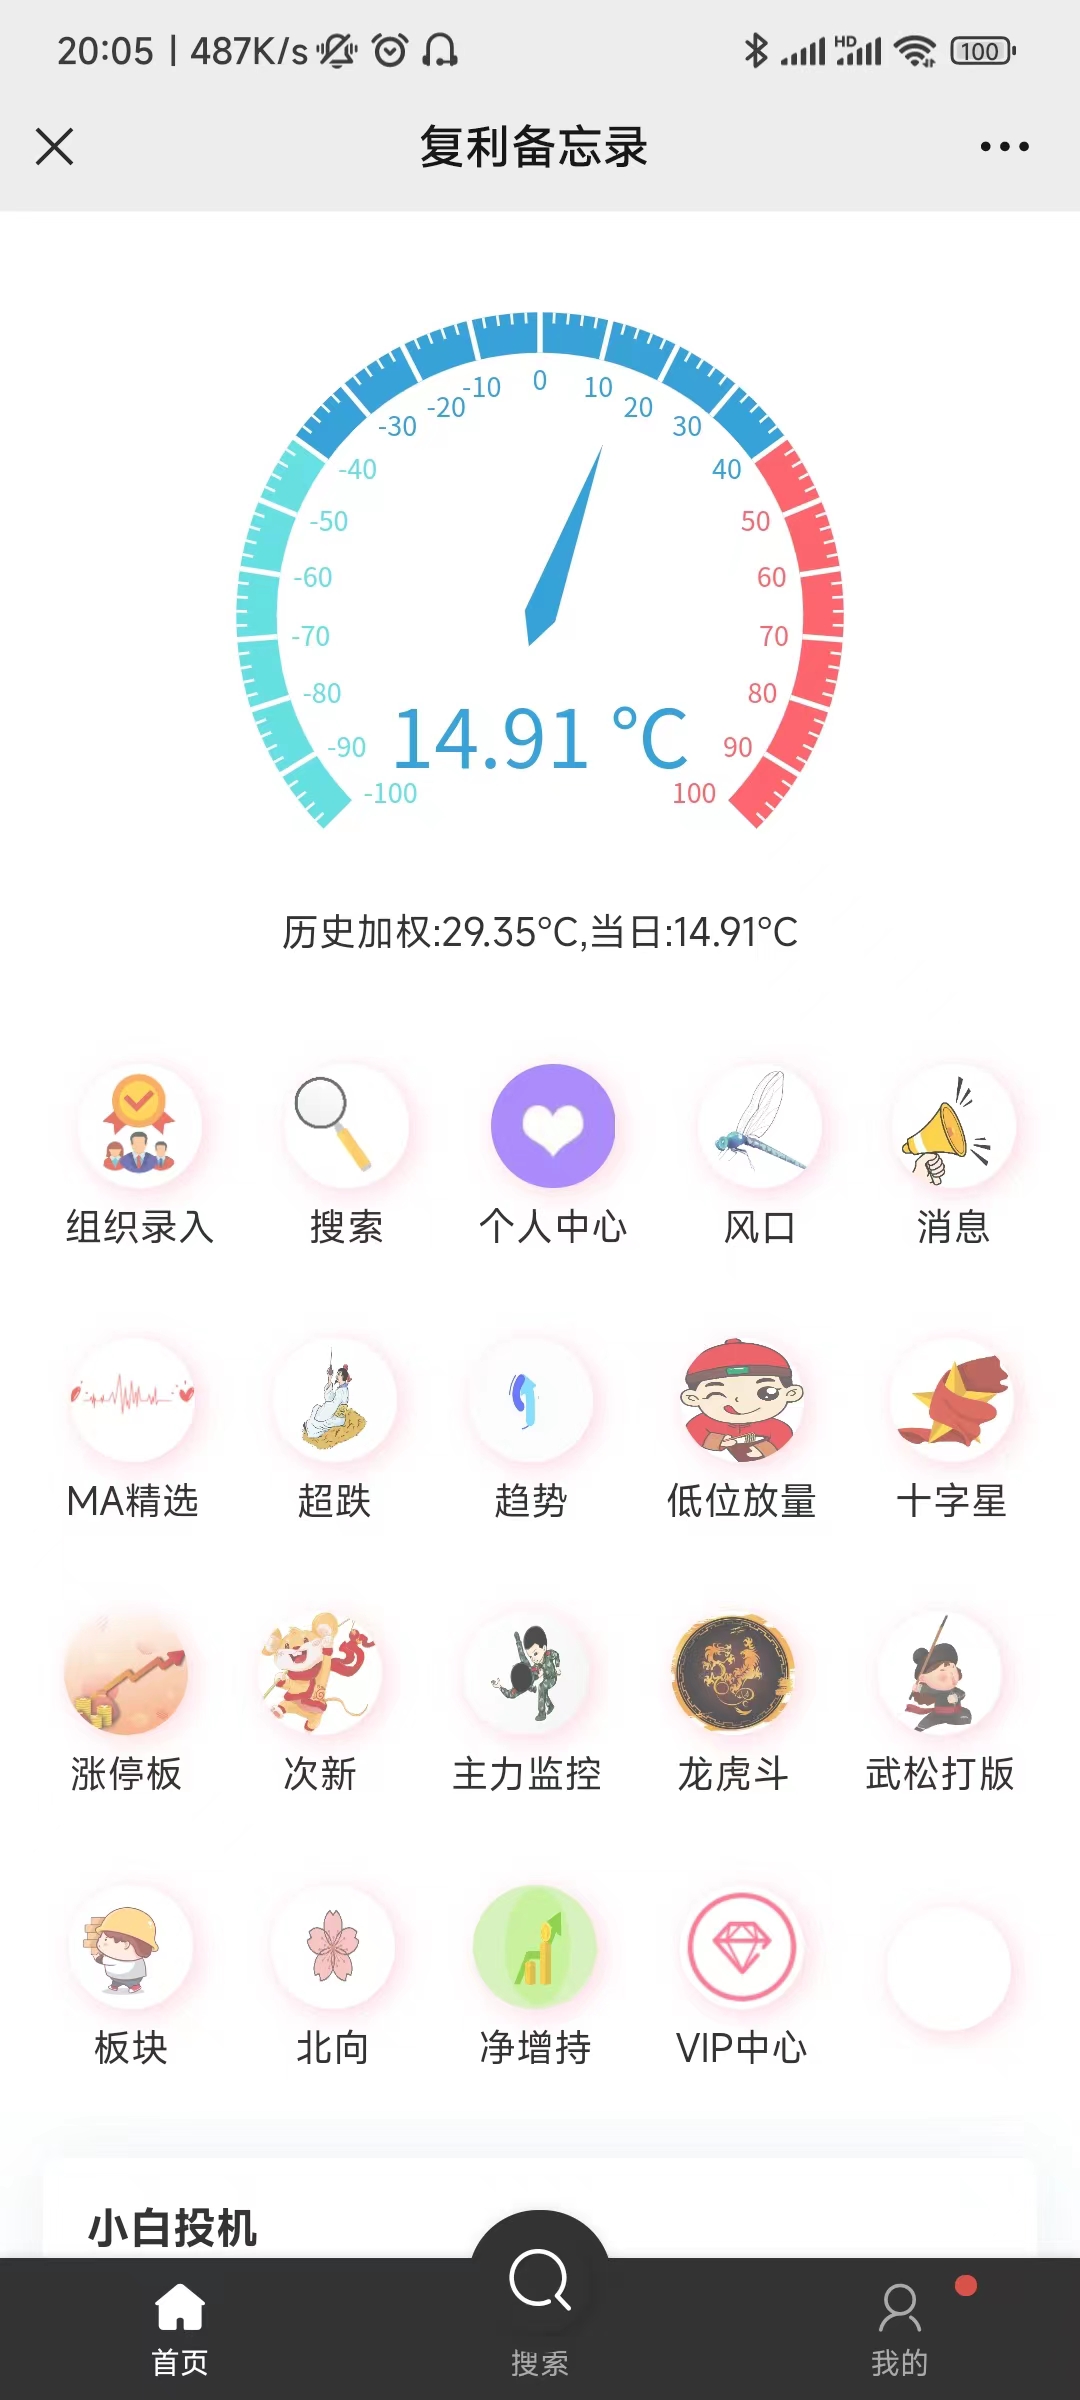 20:05 | 487K/s
HD
100
复利备忘录
-10 0 10
-20 20
-30 30
-40 40
-50 50
-60 60
-70 70
-80 80
-90 90
14.91 °C
-100 100
历史加权:29.35°C,当日:14.91°C
组织录入 搜索 个人中心 风口 消息
MA精选 超跌 趋势 低位放量 十字星
涨停板 次新 主力监控 龙虎斗 武松打版
板块 北向 净增持 VIP中心
小白投机
首页 搜索 我的